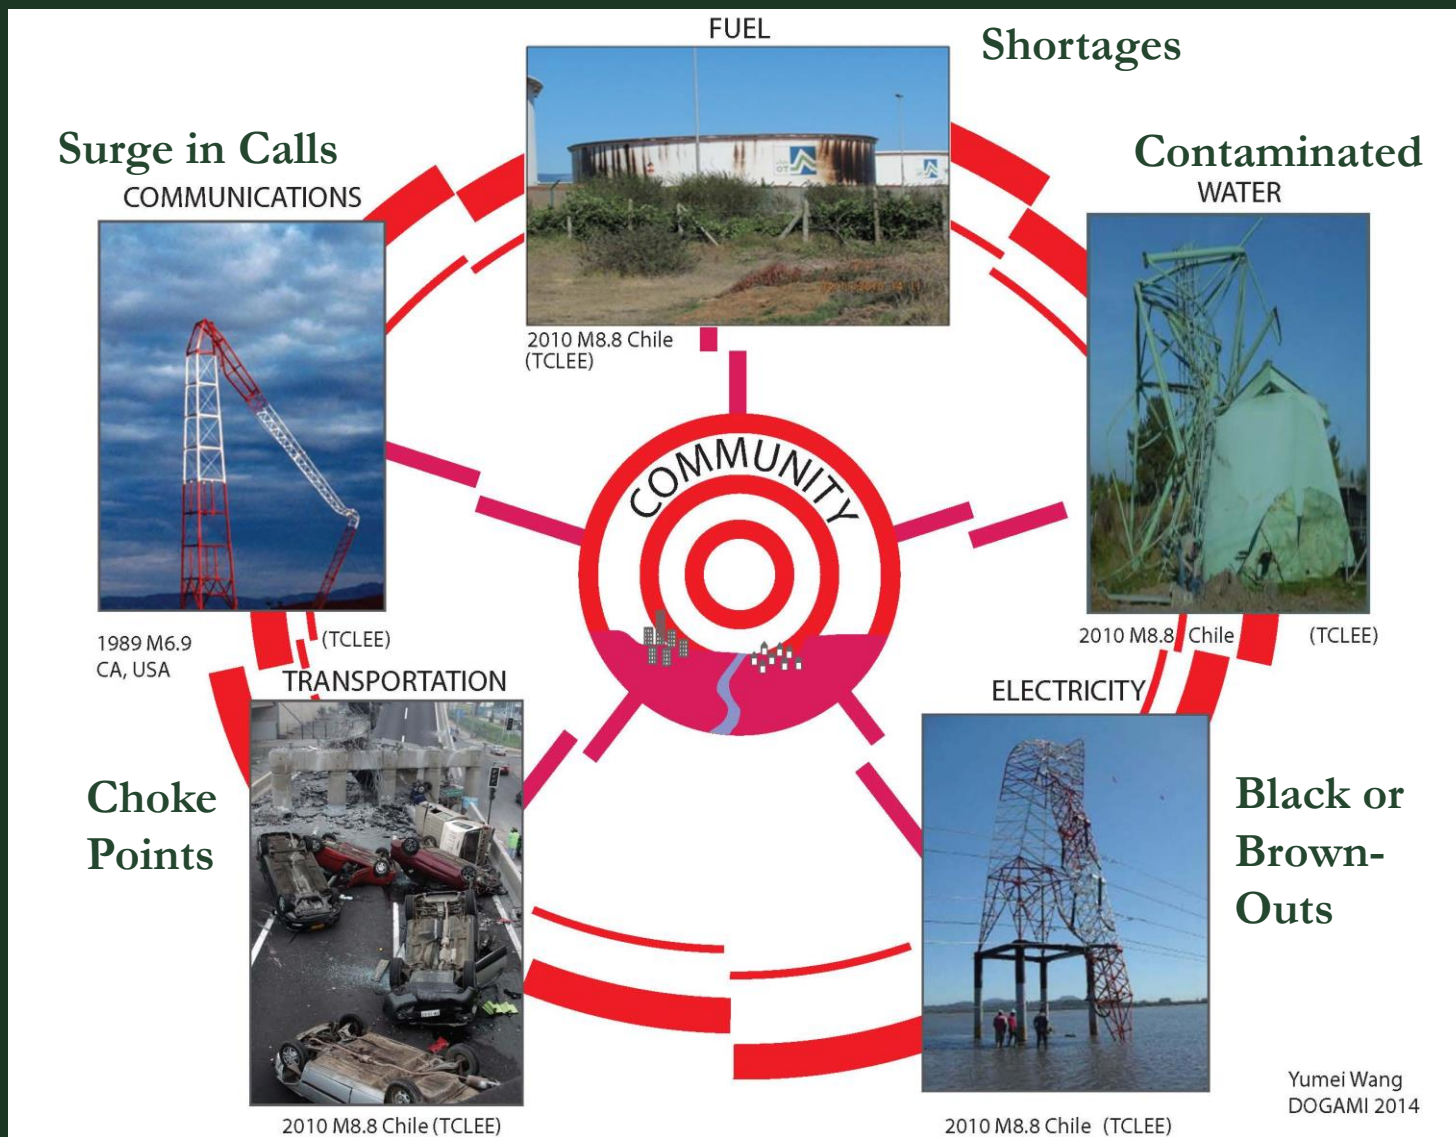 FUEL
Shortages
Surge in Calls
COMMUNICATIONS
Contaminated
WATER
2010 M8.8 Chile
(TCLEE)
COMMUNITY
1989 M6.9
CA, USA
(TCLEE)
2010 M8.8 Chile (TCLEE)
TRANSPORTATION
ELECTRICITY
Choke
Points
Black or
Brown-
Outs
2010 M8.8 Chile (TCLEE)
2010 M8.8 Chile (TCLEE)
Yumei Wang
DOGAMI 2014